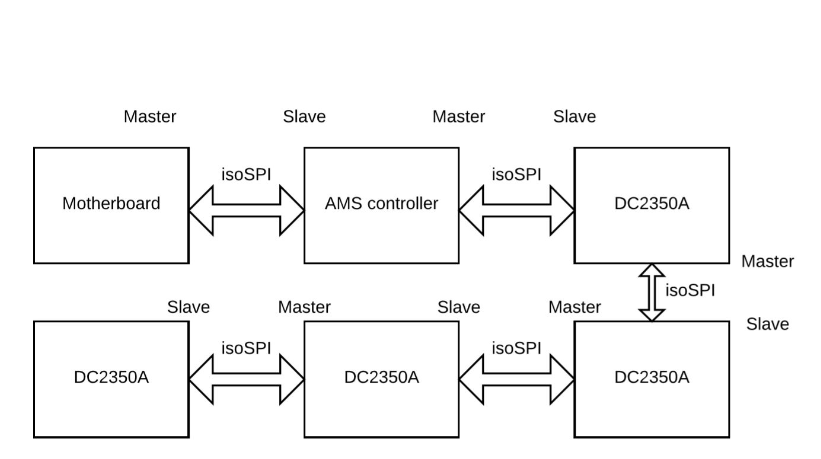 Master
Slave
Master
Slave
isoSPI
isoSPI
Motherboard
AMS controller
DC2350A
Master
isoSPI
Slave
Master
Slave
Master
Slave
isoSPI
isoSPI
DC2350A
DC2350A
DC2350A